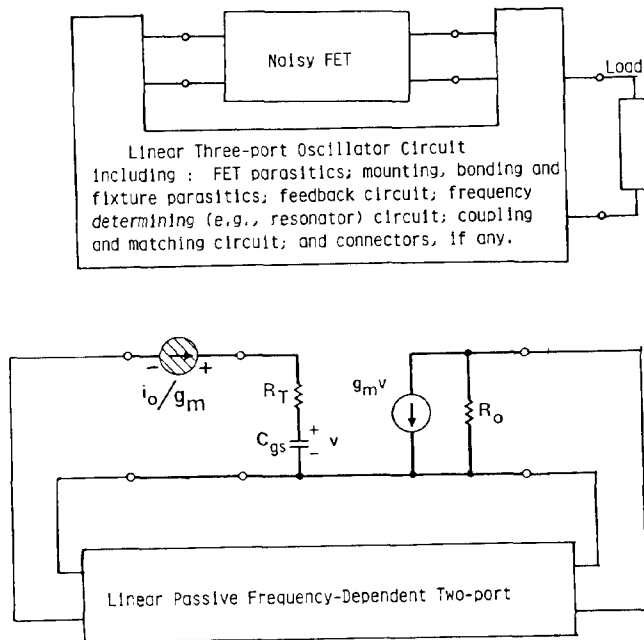 Noisy FET
Load
Linear Three-port Oscillator Circuit
including : FET parasitics; mounting, bonding and
fixture parasitics; feedback circuit; frequency
determining (e.g., resonator) circuit; coupling
and matching circuit; and connectors, if any.
− +
i_o/g_m
R_T
C_gs + − v
g_m v
R_o
Linear Passive Frequency-Dependent Two-port